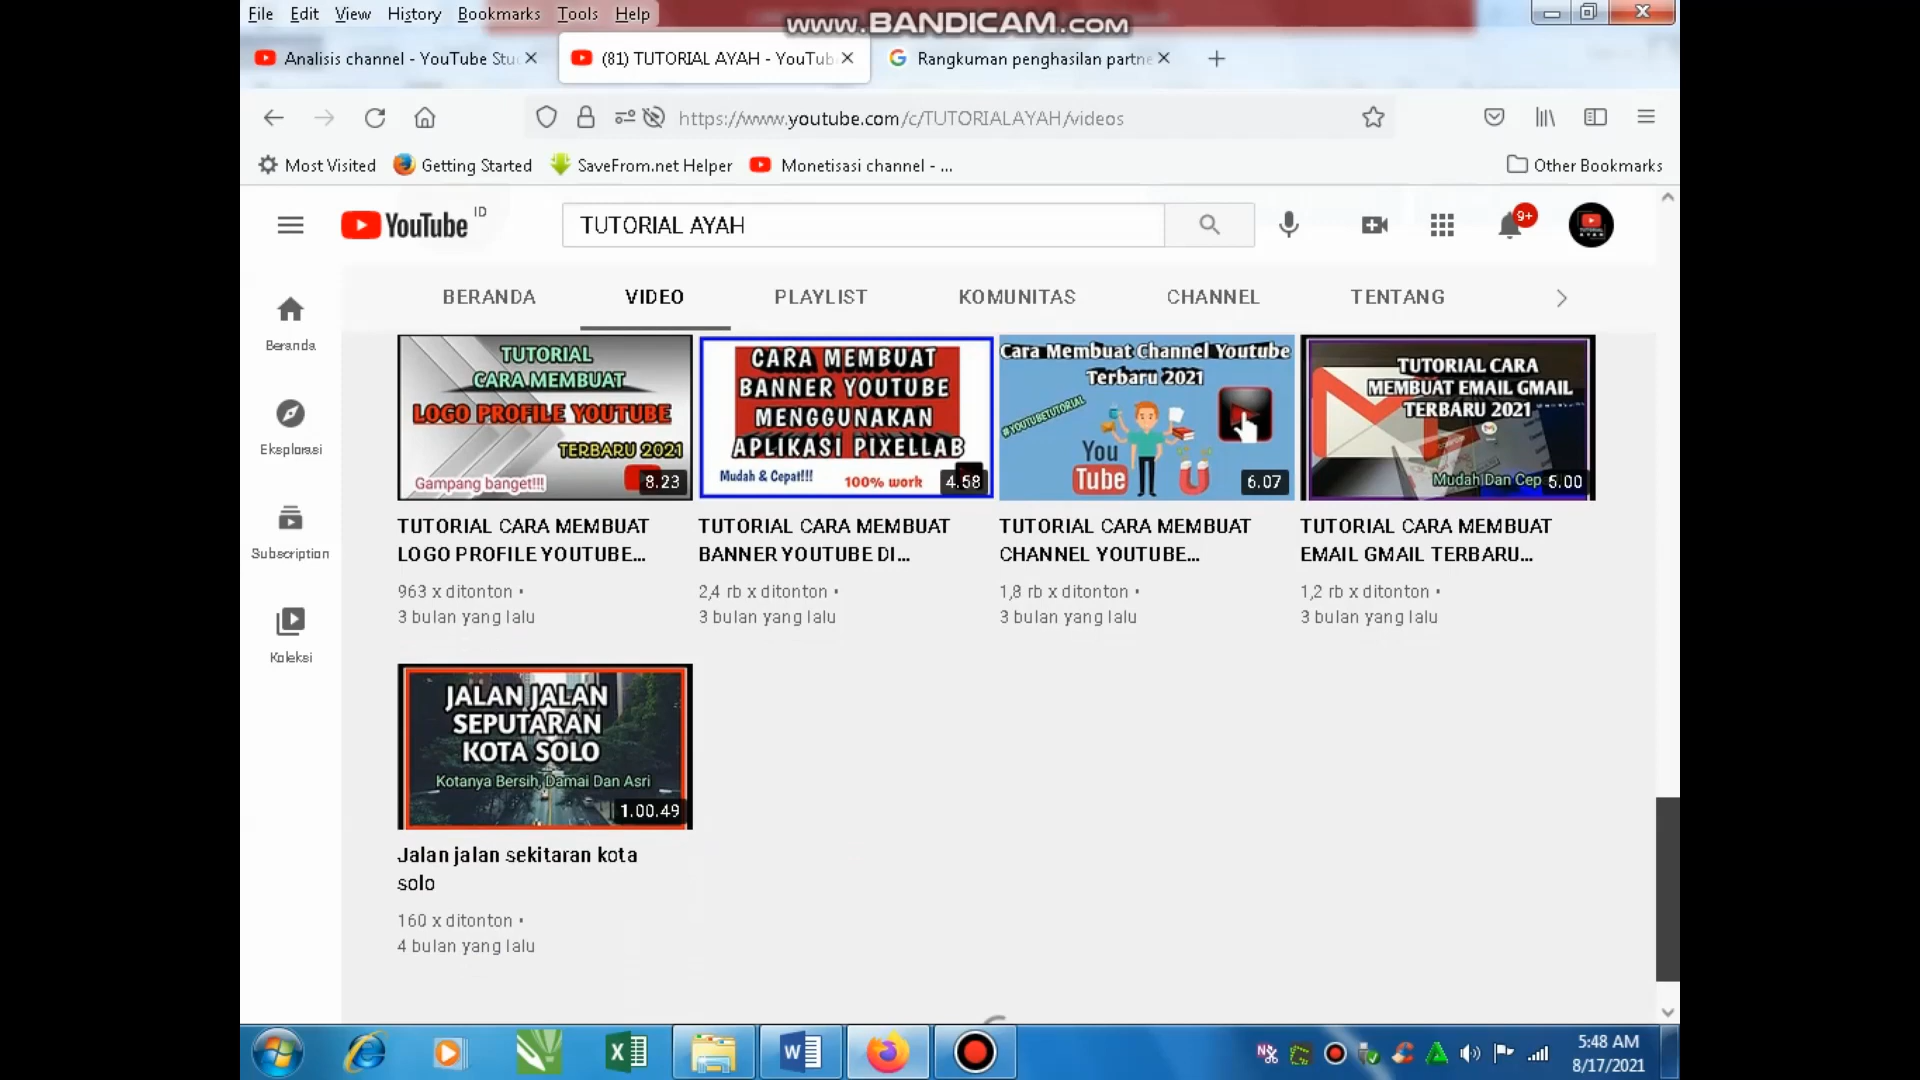 File Edit View History Bookmarks Tools Help
www.BANDICAM.com
Analisis channel - YouTube Stu
(81) TUTORIAL AYAH - YouTub
Rangkuman penghasilan partne
https://www.youtube.com/c/TUTORIALAYAH/videos
Most Visited
Getting Started
SaveFrom.net Helper
Monetisasi channel - ...
Other Bookmarks
YouTube ID
TUTORIAL AYAH
9+
BERANDA VIDEO PLAYLIST KOMUNITAS CHANNEL TENTANG
Beranda
Eksplorasi
Subscription
Koleksi
TUTORIAL
CARA MEMBUAT
LOGO PROFILE YOUTUBE
TERBARU 2021
Gampang banget!!!
8.23
CARA MEMBUAT
BANNER YOUTUBE
MENGGUNAKAN
APLIKASI PIXELLAB
Mudah & Cepat!!!
100% work
4.58
Cara Membuat Channel Youtube
Terbaru 2021
#YOUTUBETUTORIAL
You
Tube
6.07
TUTORIAL CARA
MEMBUAT EMAIL GMAIL
TERBARU 2021
Mudah Dan Cep
5.00
TUTORIAL CARA MEMBUAT
LOGO PROFILE YOUTUBE...
963 x ditonton •
3 bulan yang lalu
TUTORIAL CARA MEMBUAT
BANNER YOUTUBE DI...
2,4 rb x ditonton •
3 bulan yang lalu
TUTORIAL CARA MEMBUAT
CHANNEL YOUTUBE...
1,8 rb x ditonton •
3 bulan yang lalu
TUTORIAL CARA MEMBUAT
EMAIL GMAIL TERBARU...
1,2 rb x ditonton •
3 bulan yang lalu
JALAN JALAN
SEPUTARAN
KOTA SOLO
Kotanya Bersih, Damai Dan Asri
1.00.49
Jalan jalan sekitaran kota
solo
160 x ditonton •
4 bulan yang lalu
5:48 AM
8/17/2021